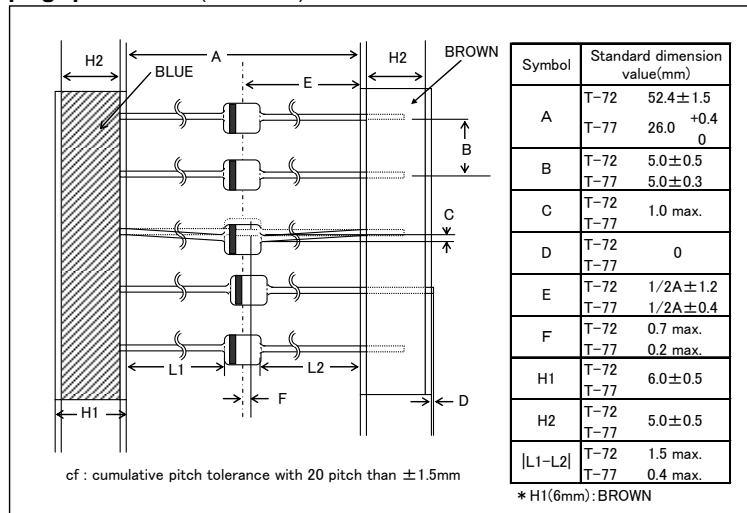 H2
A
BLUE
E
H2
BROWN
B
C
L1
L2
F
H1
D
cf : cumulative pitch tolerance with 20 pitch than ±1.5mm
Symbol Standard dimension value(mm)
A T-72 52.4±1.5
T-77 26.0 +0.4 0
B T-72 5.0±0.5
T-77 5.0±0.3
C T-72 T-77 1.0 max.
D T-72 T-77 0
E T-72 1/2A±1.2
T-77 1/2A±0.4
F T-72 0.7 max.
T-77 0.2 max.
H1 T-72 T-77 6.0±0.5
H2 T-72 T-77 5.0±0.5
|L1-L2| T-72 1.5 max.
T-77 0.4 max.
*H1(6mm):BROWN